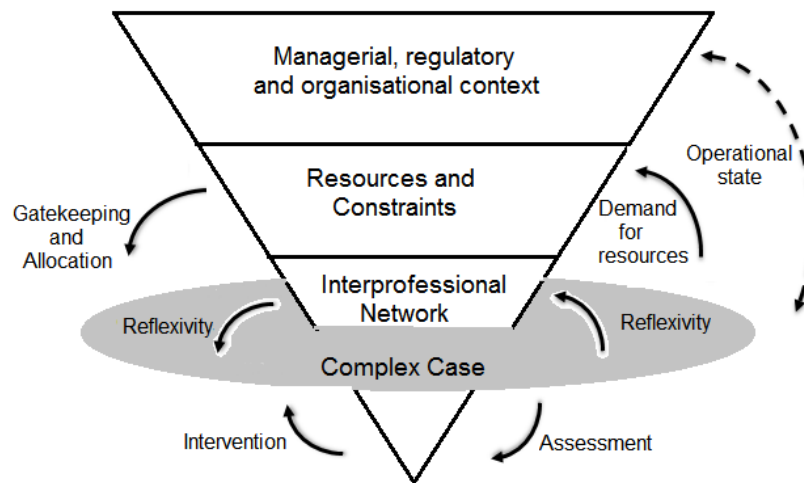 Managerial, regulatory
and organisational context
Operational
state
Resources and
Constraints
Gatekeeping
and
Allocation
Demand
for
resources
Interprofessional
Network
Reflexivity
Reflexivity
Complex Case
Intervention
Assessment